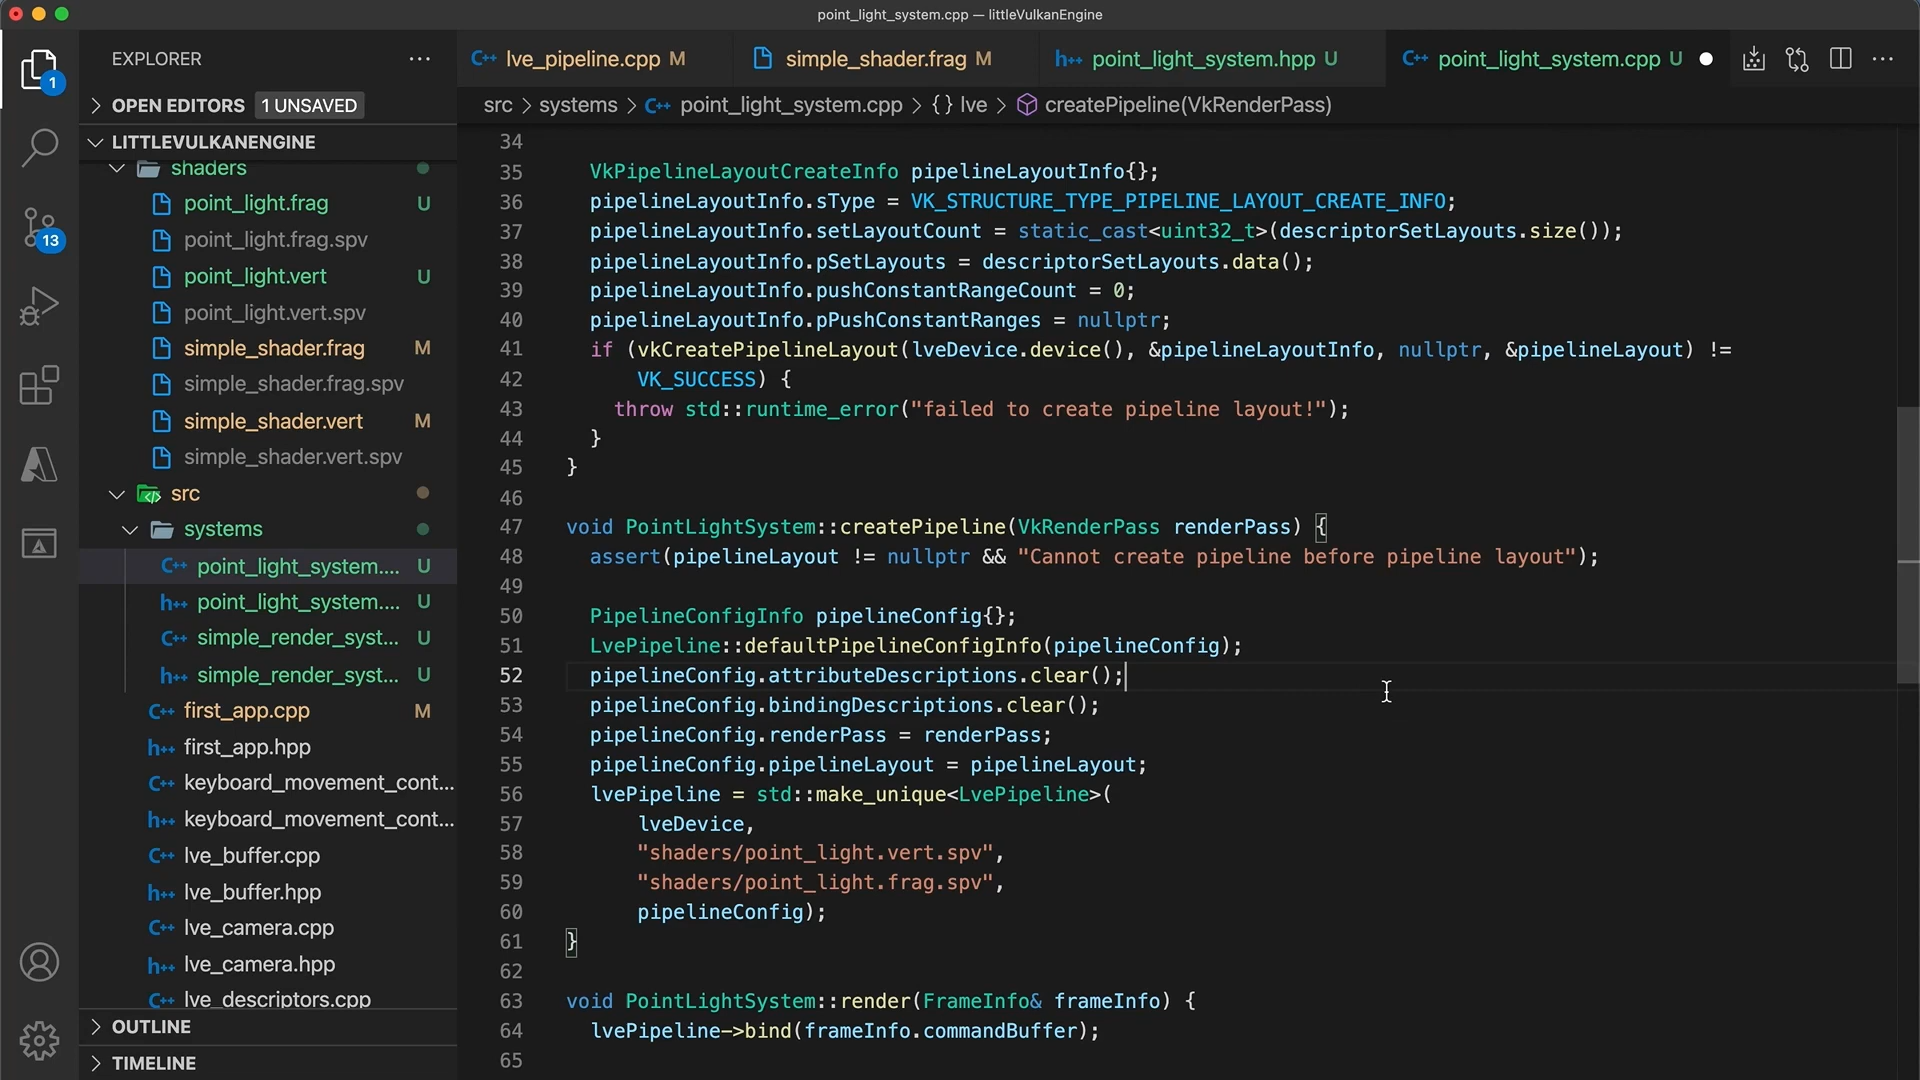 point_light_system.cpp — littleVulkanEngine
EXPLORER
1
OPEN EDITORS 1 UNSAVED
LITTLEVULKANENGINE
shaders
point_light.frag U
point_light.frag.spv
13
point_light.vert U
point_light.vert.spv
simple_shader.frag M
simple_shader.frag.spv
simple_shader.vert M
simple_shader.vert.spv
src
systems
point_light_system.... U
point_light_system.... U
simple_render_syst... U
simple_render_syst... U
first_app.cpp M
first_app.hpp
keyboard_movement_cont...
keyboard_movement_cont...
lve_buffer.cpp
lve_buffer.hpp
lve_camera.cpp
lve_camera.hpp
lve_descriptors.cpp
OUTLINE
TIMELINE
C++ lve_pipeline.cpp M simple_shader.frag M h++ point_light_system.hpp U C++ point_light_system.cpp U
src > systems > C++ point_light_system.cpp > {} lve > createPipeline(VkRenderPass)
34
35 VkPipelineLayoutCreateInfo pipelineLayoutInfo{};
36 pipelineLayoutInfo.sType = VK_STRUCTURE_TYPE_PIPELINE_LAYOUT_CREATE_INFO;
37 pipelineLayoutInfo.setLayoutCount = static_cast<uint32_t>(descriptorSetLayouts.size());
38 pipelineLayoutInfo.pSetLayouts = descriptorSetLayouts.data();
39 pipelineLayoutInfo.pushConstantRangeCount = 0;
40 pipelineLayoutInfo.pPushConstantRanges = nullptr;
41 if (vkCreatePipelineLayout(lveDevice.device(), &pipelineLayoutInfo, nullptr, &pipelineLayout) !=
42 VK_SUCCESS) {
43 throw std::runtime_error("failed to create pipeline layout!");
44 }
45 }
46
47 void PointLightSystem::createPipeline(VkRenderPass renderPass) {
48 assert(pipelineLayout != nullptr && "Cannot create pipeline before pipeline layout");
49
50 PipelineConfigInfo pipelineConfig{};
51 LvePipeline::defaultPipelineConfigInfo(pipelineConfig);
52 pipelineConfig.attributeDescriptions.clear();
53 pipelineConfig.bindingDescriptions.clear();
54 pipelineConfig.renderPass = renderPass;
55 pipelineConfig.pipelineLayout = pipelineLayout;
56 lvePipeline = std::make_unique<LvePipeline>(
57 lveDevice,
58 "shaders/point_light.vert.spv",
59 "shaders/point_light.frag.spv",
60 pipelineConfig);
61 }
62
63 void PointLightSystem::render(FrameInfo& frameInfo) {
64 lvePipeline->bind(frameInfo.commandBuffer);
65